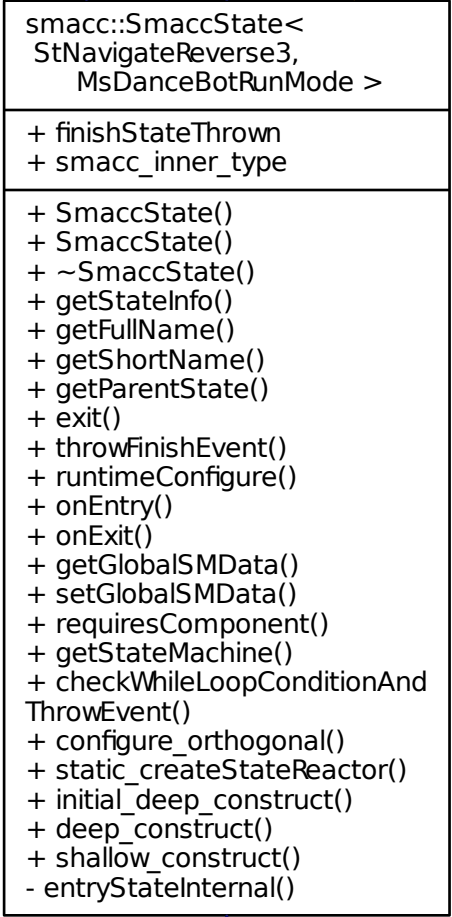 smacc::SmaccState<
StNavigateReverse3,
MsDanceBotRunMode >
+ finishStateThrown
+ smacc_inner_type
+ SmaccState()
+ SmaccState()
+ ~SmaccState()
+ getStateInfo()
+ getFullName()
+ getShortName()
+ getParentState()
+ exit()
+ throwFinishEvent()
+ runtimeConfigure()
+ onEntry()
+ onExit()
+ getGlobalSMData()
+ setGlobalSMData()
+ requiresComponent()
+ getStateMachine()
+ checkWhileLoopConditionAnd
ThrowEvent()
+ configure_orthogonal()
+ static_createStateReactor()
+ initial_deep_construct()
+ deep_construct()
+ shallow_construct()
- entryStateInternal()